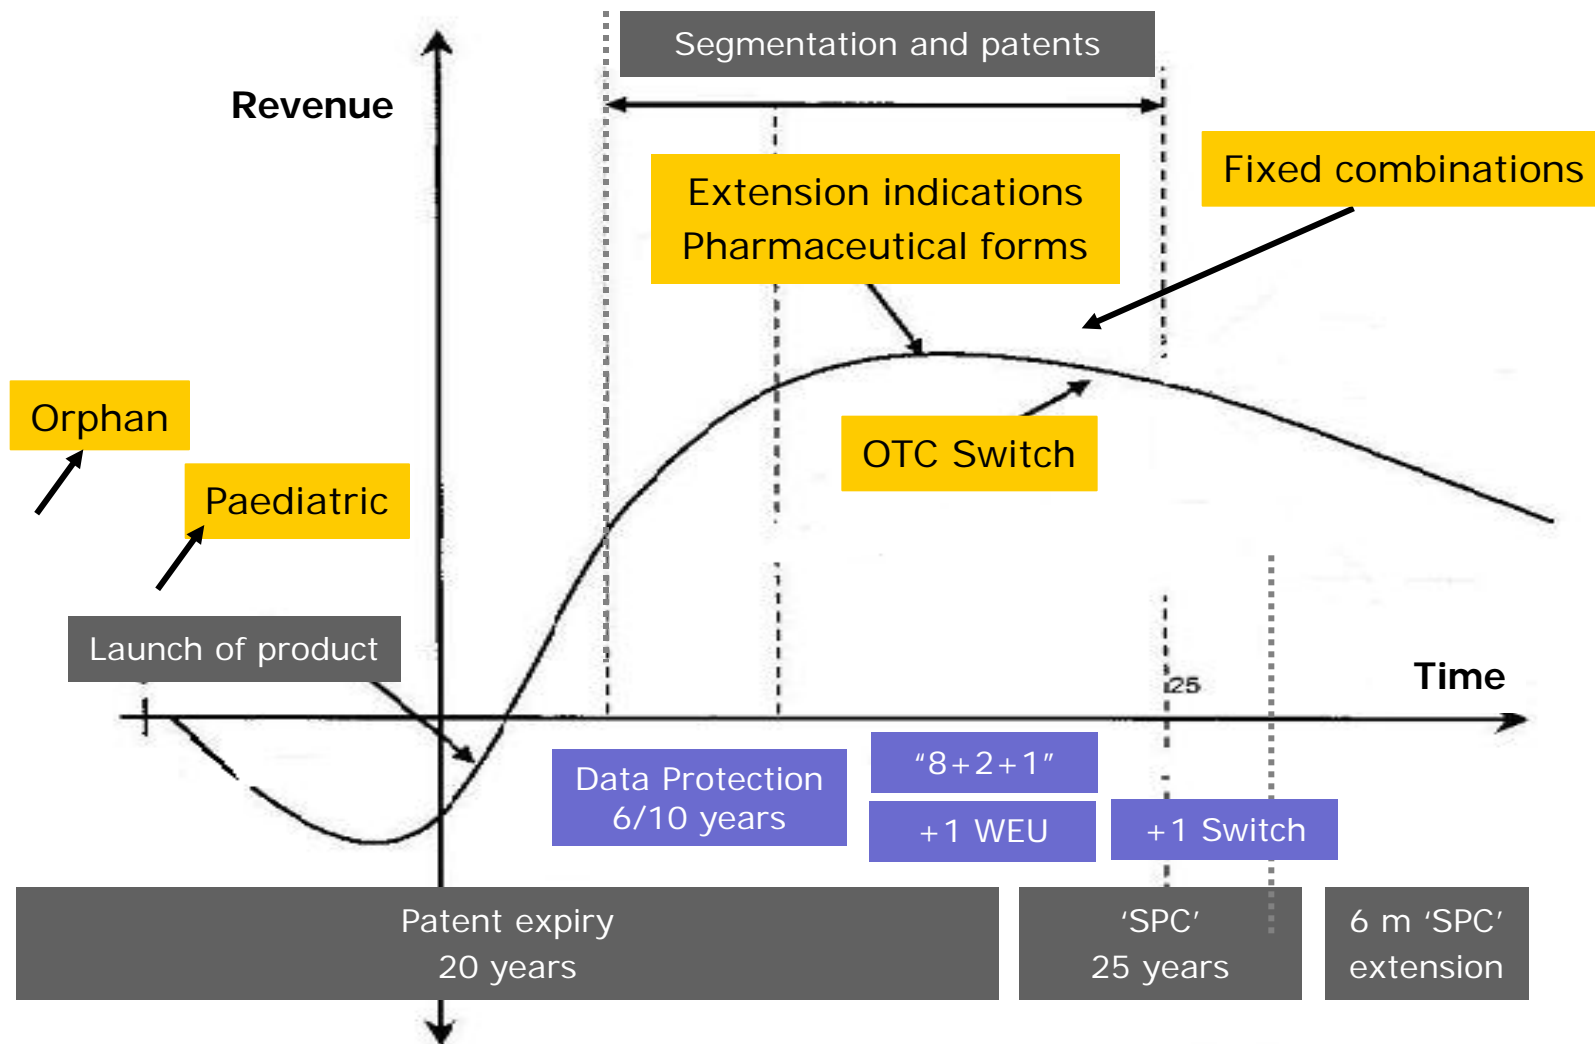 Segmentation and patents
Revenue
Fixed combinations
Extension indications
Pharmaceutical forms
Orphan
OTC Switch
Paediatric
Launch of product
25
Time
Data Protection
6/10 years
“8+2+1”
+1 WEU
+1 Switch
Patent expiry
20 years
‘SPC’
25 years
6 m ‘SPC’
extension